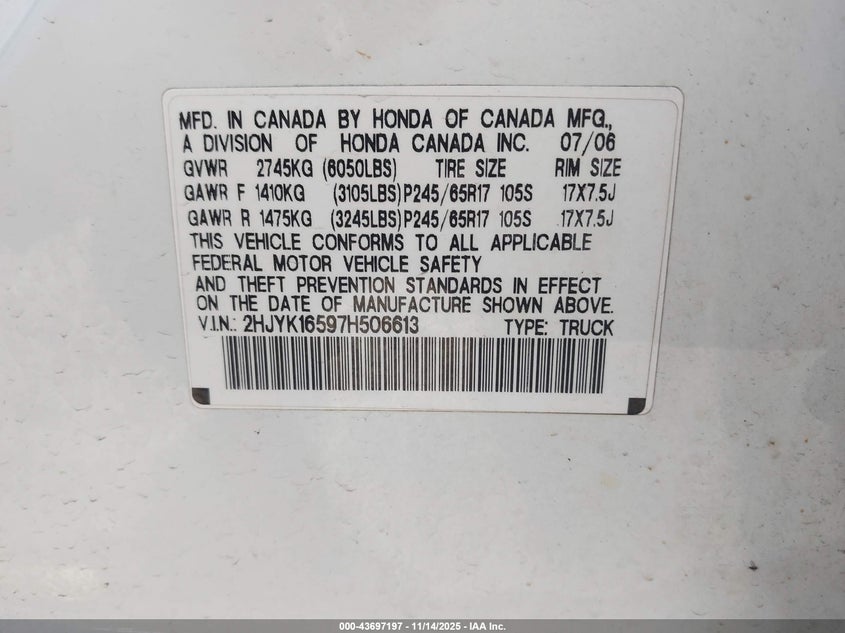 MFD. IN CANADA BY HONDA OF CANADA MFG.,
A DIVISION OF HONDA CANADA INC. 07/06
GVWR 2745KG (6050LBS) TIRE SIZE RIM SIZE
GAWR F 1410KG (3105LBS) P245/65R17 105S 17X7.5J
GAWR R 1475KG (3245LBS) P245/65R17 105S 17X7.5J
THIS VEHICLE CONFORMS TO ALL APPLICABLE
FEDERAL MOTOR VEHICLE SAFETY
AND THEFT PREVENTION STANDARDS IN EFFECT
ON THE DATE OF MANUFACTURE SHOWN ABOVE.
V.I.N.: 2HJYK16597H506613 TYPE: TRUCK
000-43697197 - 11/14/2025 - IAA Inc.